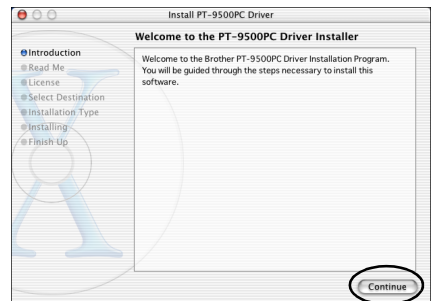 Install PT-9500PC Driver
Welcome to the PT-9500PC Driver Installer
Introduction
Read Me
License
Select Destination
Installation Type
Installing
Finish Up
Welcome to the Brother PT-9500PC Driver Installation Program.
You will be guided through the steps necessary to install this
software.
Continue